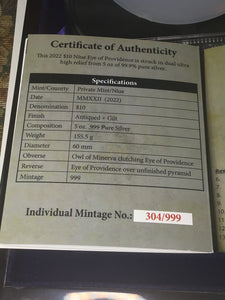 Certificate of Authenticity
This 2022 $10 Niue Eye of Providence is struck in dual ultra
high relief from 5 oz of 99.9% pure silver.
Specifications
Mint/Country Private Mint/Niue
Date MMXXII (2022)
Denomination $10
Finish Antiqued + Gilt
Composition 5 oz. .999 Pure Silver
Weight 155.5 g
Diameter 60 mm
Obverse Owl of Minerva clutching Eye of Providence
Reverse Eye of Providence over unfinished pyramid
Mintage 999
Individual Mintage No.: 304/999